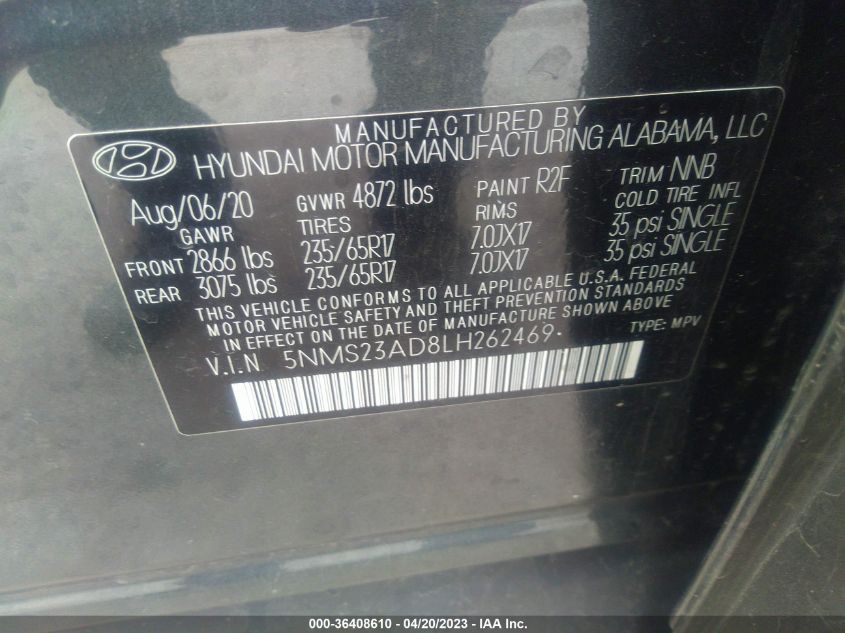 MANUFACTURED BY
HYUNDAI MOTOR MANUFACTURING ALABAMA, LLC
Aug/06/20 GVWR 4872 lbs PAINT R2F TRIM NNB
GAWR TIRES RIMS COLD TIRE INFL
FRONT 2866 lbs 235/65R17 7.0JX17 35 psi SINGLE
REAR 3075 lbs 235/65R17 7.0JX17 35 psi SINGLE
THIS VEHICLE CONFORMS TO ALL APPLICABLE U.S.A. FEDERAL
MOTOR VEHICLE SAFETY AND THEFT PREVENTION STANDARDS
IN EFFECT ON THE DATE OF MANUFACTURE SHOWN ABOVE
V.I.N 5NMS23AD8LH262469 TYPE: MPV
000-36408610 - 04/20/2023 - IAA Inc.